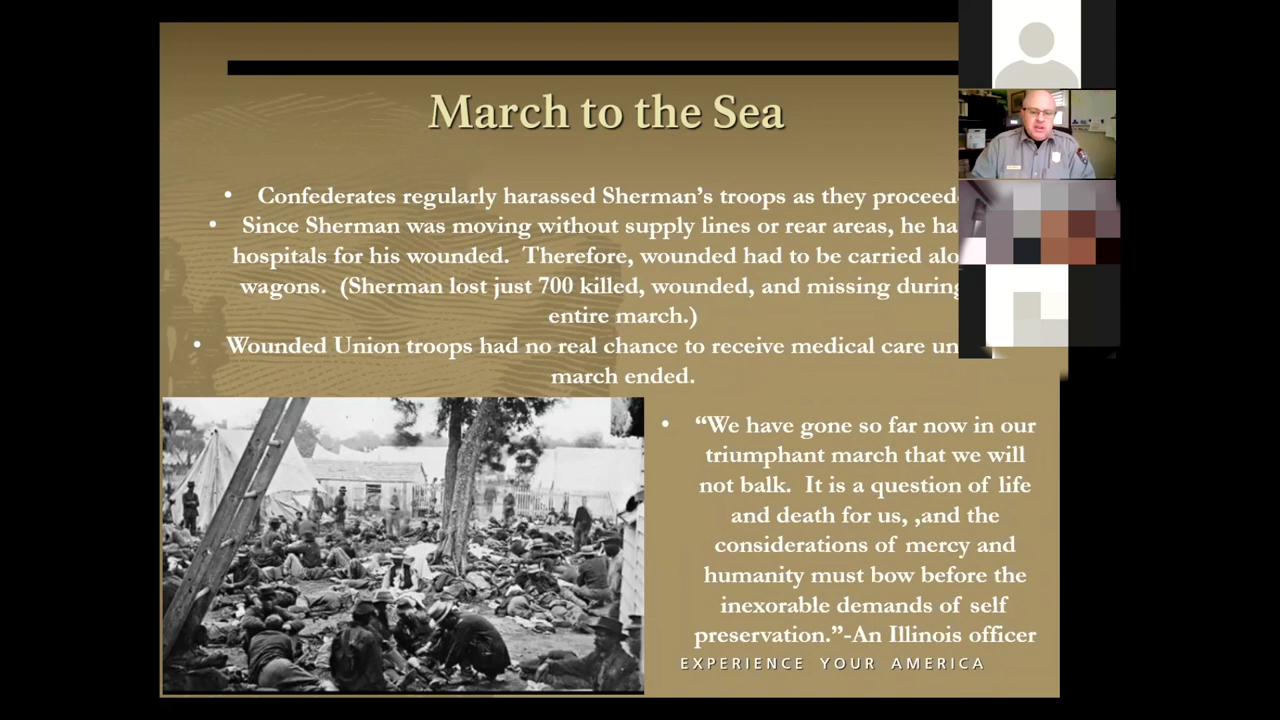 March to the Sea
• Confederates regularly harassed Sherman’s troops as they proceed
• Since Sherman was moving without supply lines or rear areas, he ha
hospitals for his wounded.  Therefore, wounded had to be carried alo
wagons.  (Sherman lost just 700 killed, wounded, and missing during
entire march.)
• Wounded Union troops had no real chance to receive medical care un
march ended.
• “We have gone so far now in our
triumphant march that we will
not balk.  It is a question of life
and death for us, ,and the
considerations of mercy and
humanity must bow before the
inexorable demands of self
preservation.”-An Illinois officer
EXPERIENCE YOUR AMERICA